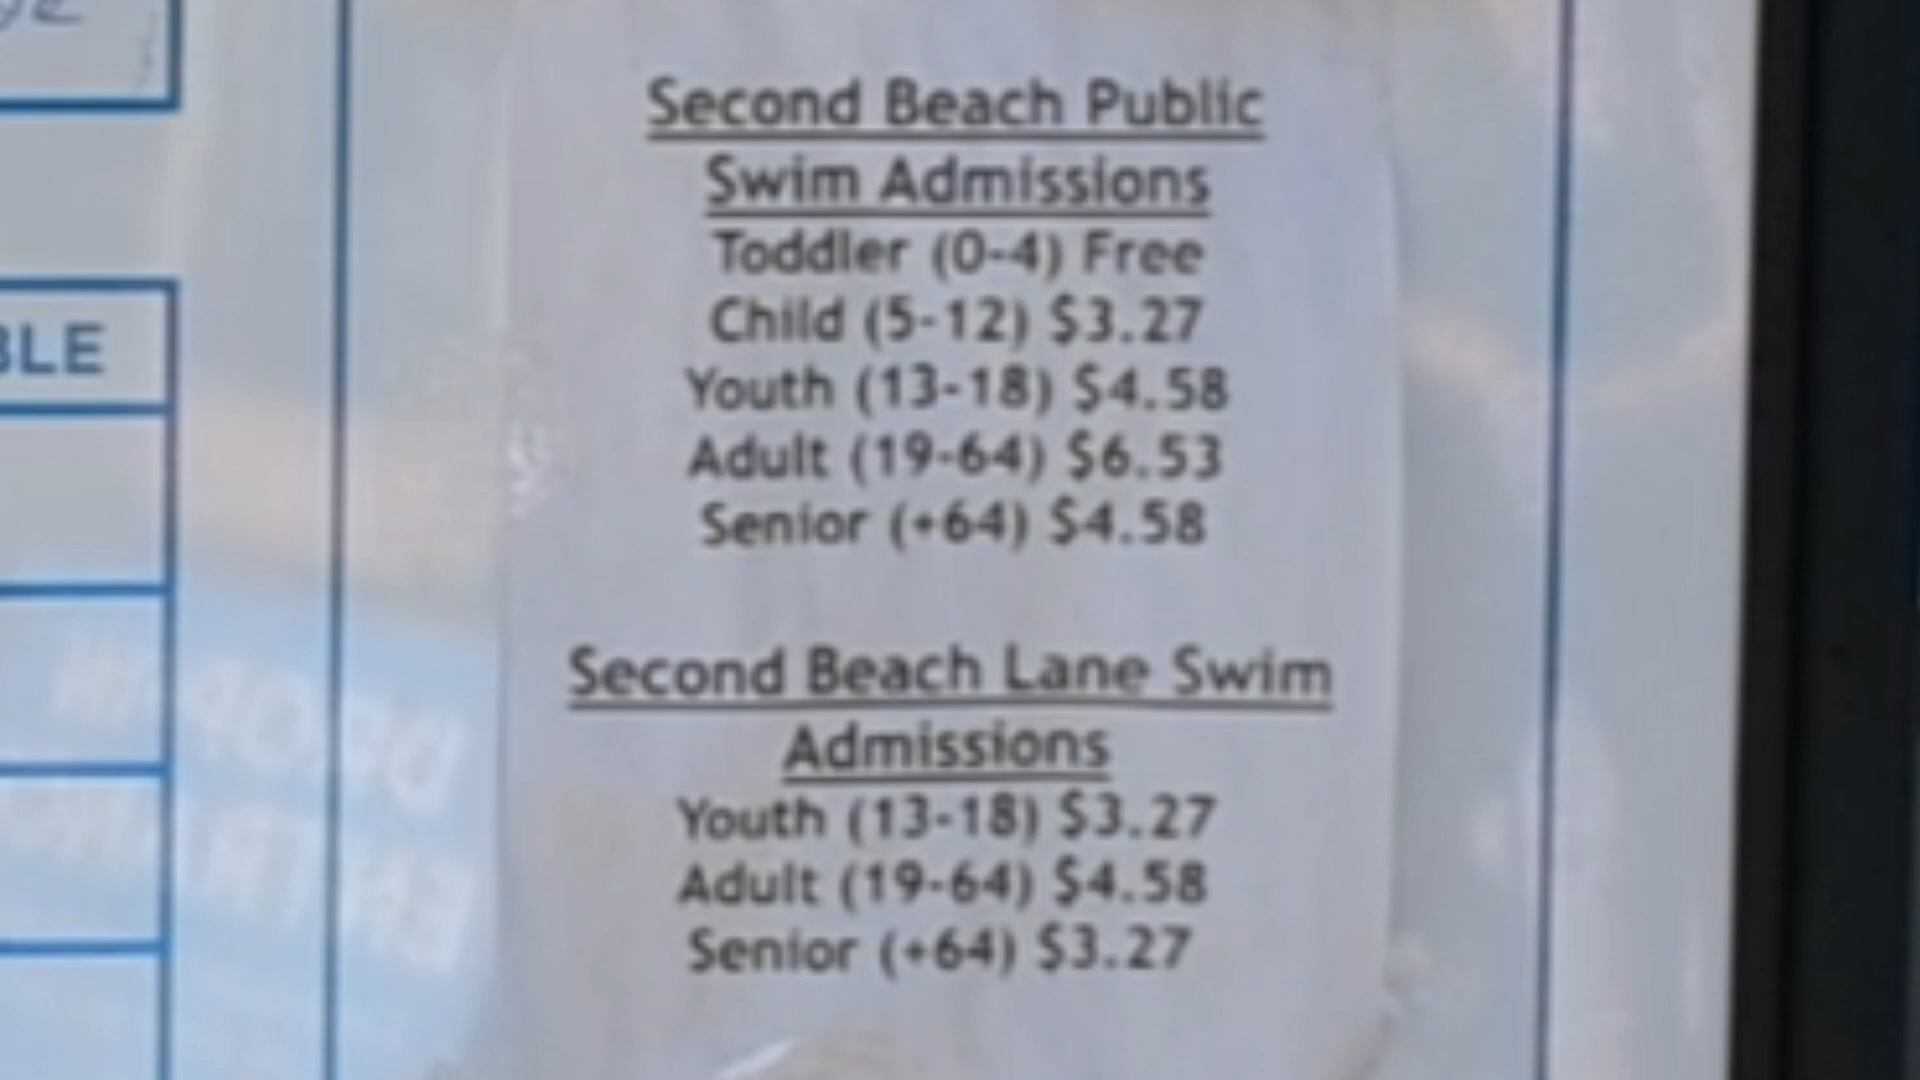 Second Beach Public
Swim Admissions
Toddler (0-4) Free
Child (5-12) $3.27
Youth (13-18) $4.58
Adult (19-64) $6.53
Senior (+64) $4.58
Second Beach Lane Swim
Admissions
Youth (13-18) $3.27
Adult (19-64) $4.58
Senior (+64) $3.27